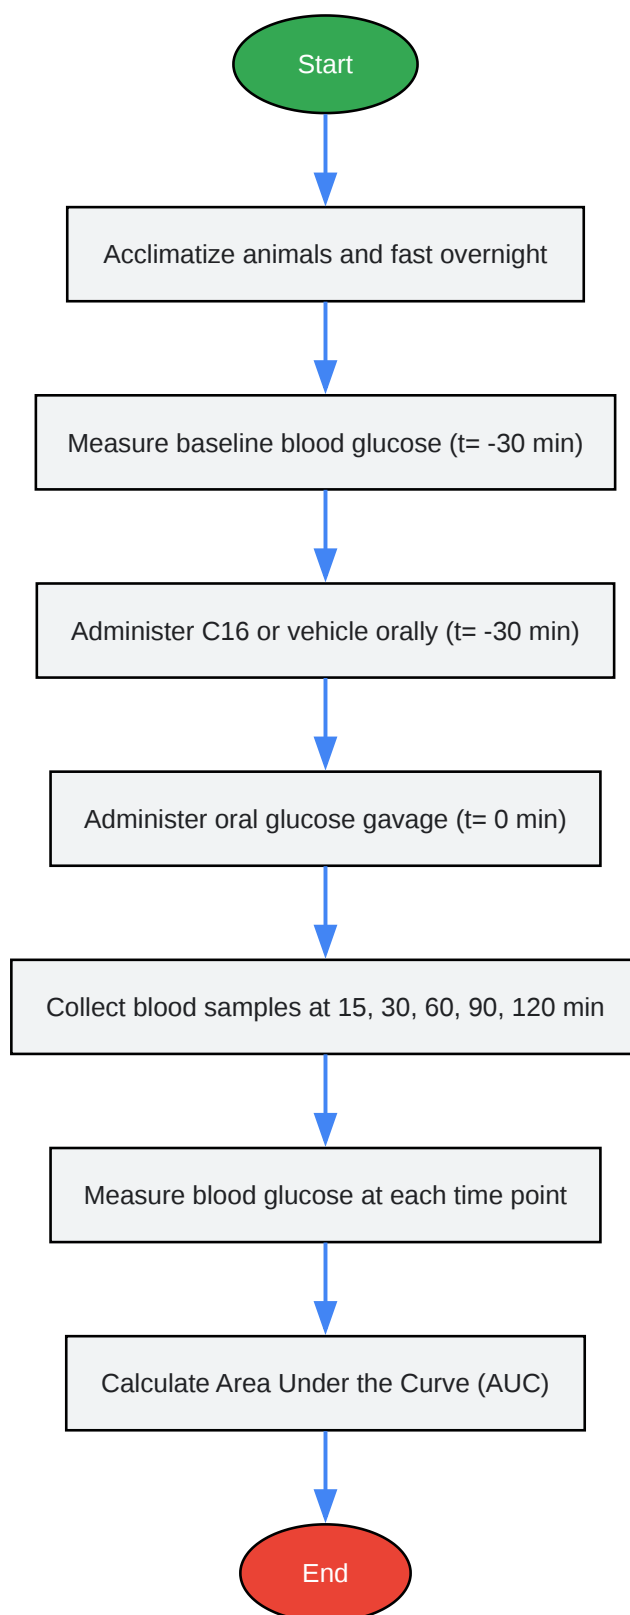 Start
Acclimatize animals and fast overnight
Measure baseline blood glucose (t= -30 min)
Administer C16 or vehicle orally (t= -30 min)
Administer oral glucose gavage (t= 0 min)
Collect blood samples at 15, 30, 60, 90, 120 min
Measure blood glucose at each time point
Calculate Area Under the Curve (AUC)
End